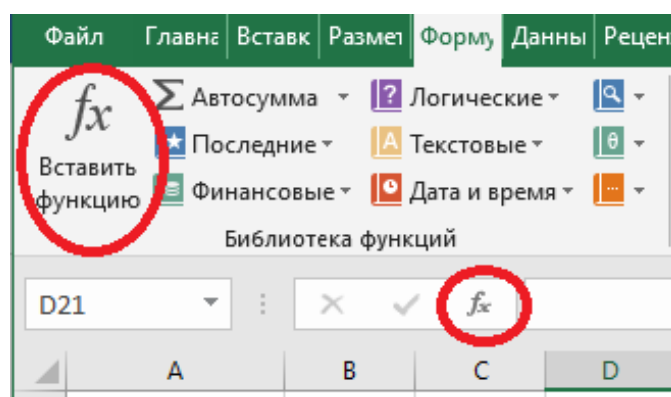 Файл Главна Вставк Размет Форму Данны Рецен
fx Σ Автосумма ? Логические
Вставить Последние A Текстовые θ
функцию Финансовые Дата и время ...
Библиотека функций
D21 fx
A B C D